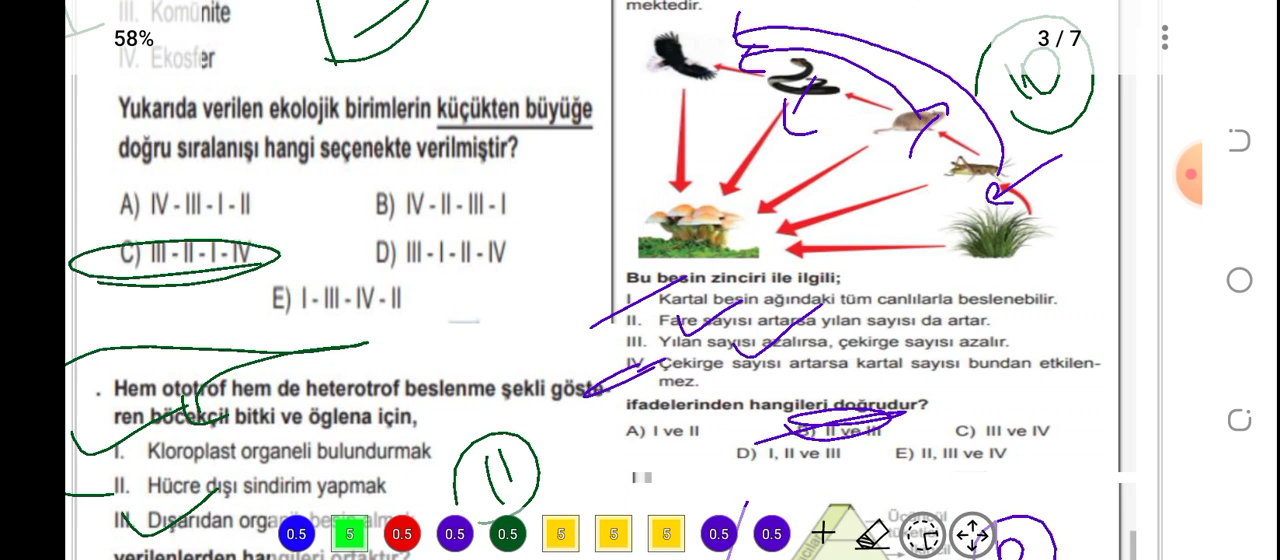 III. Komünite
58%
IV. Ekosfer
Yukarıda verilen ekolojik birimlerin küçükten büyüğe
doğru sıralanışı hangi seçenekte verilmiştir?
A) IV - III - I - II
B) IV - II - III - I
C) III - II - I - IV
D) III - I - II - IV
E) I - III - IV - II
. Hem ototrof hem de heterotrof beslenme şekli göste-
ren böcekçil bitki ve öglena için,
I. Kloroplast organeli bulundurmak
II. Hücre dışı sindirim yapmak
III. Dışarıdan organik besin almak
verilenlerden hangileri ortaktır?
mektedir.
3 / 7
10
Bu besin zinciri ile ilgili;
I. Kartal besin ağındaki tüm canlılarla beslenebilir.
II. Fare sayısı artarsa yılan sayısı da artar.
III. Yılan sayısı azalırsa, çekirge sayısı azalır.
IV. Çekirge sayısı artarsa kartal sayısı bundan etkilen-
mez.
ifadelerinden hangileri doğrudur?
A) I ve II
B) II ve III
C) III ve IV
D) I, II ve III
E) II, III ve IV
11
0.5
5
0.5
0.5
0.5
5
5
5
0.5
0.5